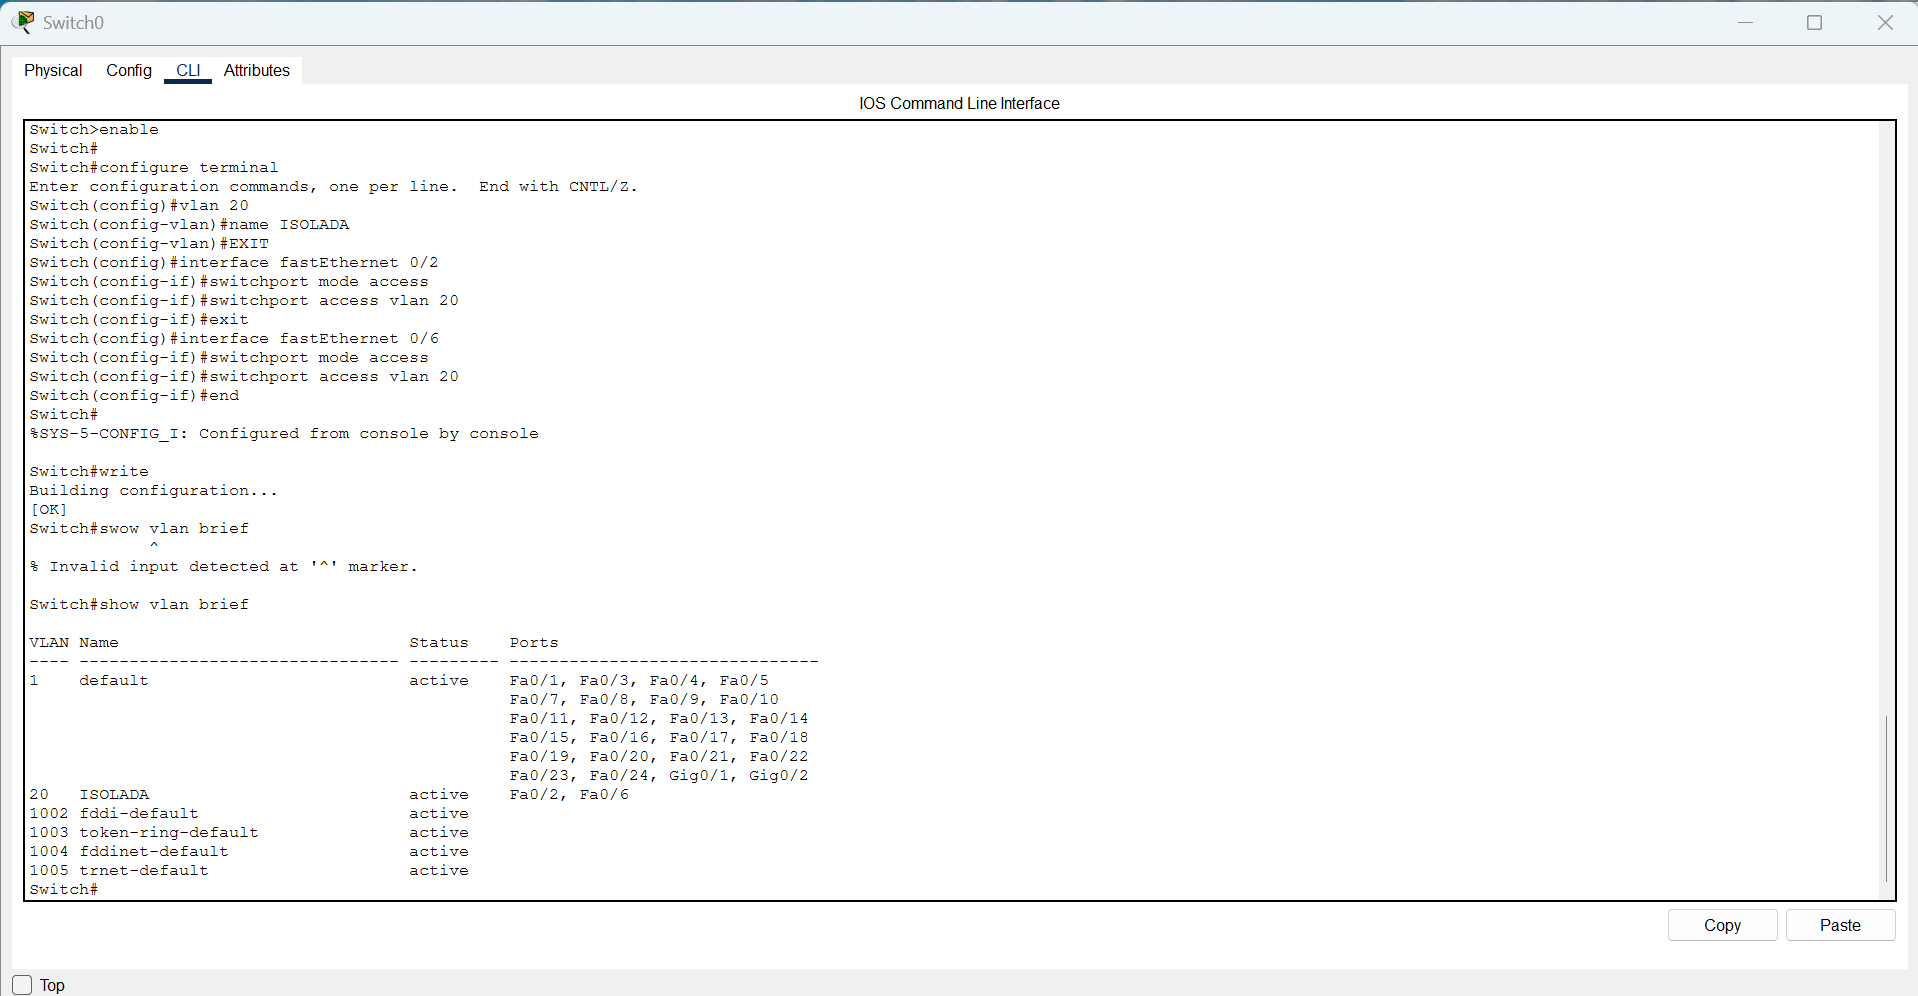 Switch0
Physical Config CLI Attributes
IOS Command Line Interface
Switch>enable
Switch#
Switch#configure terminal
Enter configuration commands, one per line.  End with CNTL/Z.
Switch(config)#vlan 20
Switch(config-vlan)#name ISOLADA
Switch(config-vlan)#EXIT
Switch(config)#interface fastEthernet 0/2
Switch(config-if)#switchport mode access
Switch(config-if)#switchport access vlan 20
Switch(config-if)#exit
Switch(config)#interface fastEthernet 0/6
Switch(config-if)#switchport mode access
Switch(config-if)#switchport access vlan 20
Switch(config-if)#end
Switch#
%SYS-5-CONFIG_I: Configured from console by console
Switch#write
Building configuration...
[OK]
Switch#swow vlan brief
^
% Invalid input detected at '^' marker.
Switch#show vlan brief
VLAN Name                             Status    Ports
---- -------------------------------- --------- -------------------------------
1    default                          active    Fa0/1, Fa0/3, Fa0/4, Fa0/5
Fa0/7, Fa0/8, Fa0/9, Fa0/10
Fa0/11, Fa0/12, Fa0/13, Fa0/14
Fa0/15, Fa0/16, Fa0/17, Fa0/18
Fa0/19, Fa0/20, Fa0/21, Fa0/22
Fa0/23, Fa0/24, Gig0/1, Gig0/2
20   ISOLADA                          active    Fa0/2, Fa0/6
1002 fddi-default                     active
1003 token-ring-default               active
1004 fddinet-default                  active
1005 trnet-default                    active
Switch#
Copy Paste
Top